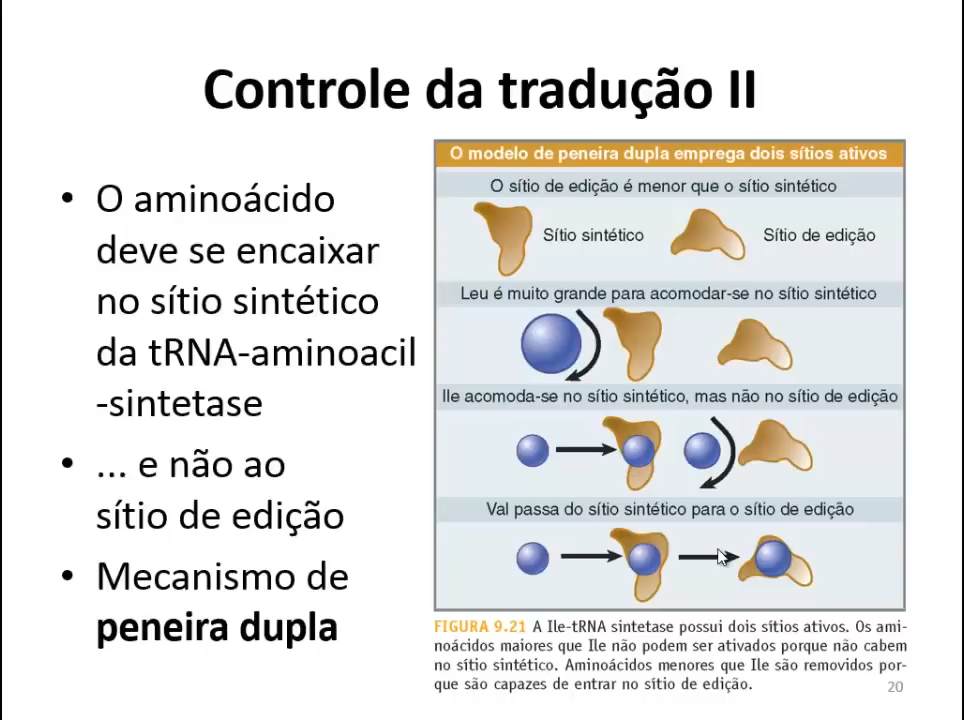 Controle da tradução II
• O aminoácido
deve se encaixar
no sítio sintético
da tRNA-aminoacil
-sintetase
• ... e não ao
sítio de edição
• Mecanismo de
peneira dupla
O modelo de peneira dupla emprega dois sítios ativos
O sítio de edição é menor que o sítio sintético
Sítio sintético
Sítio de edição
Leu é muito grande para acomodar-se no sítio sintético
Ile acomoda-se no sítio sintético, mas não no sítio de edição
Val passa do sítio sintético para o sítio de edição
FIGURA 9.21 A Ile-tRNA sintetase possui dois sítios ativos. Os ami-
noácidos maiores que Ile não podem ser ativados porque não cabem
no sítio sintético. Aminoácidos menores que Ile são removidos por-
que são capazes de entrar no sítio de edição.
20